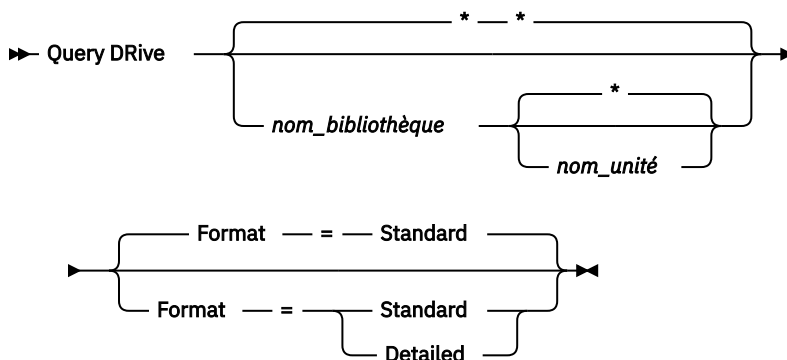 * *
Query DRive
nom_bibliothèque
*
nom_unité
Format = Standard
Format = Standard
Detailed